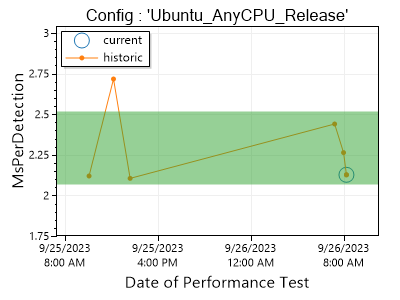 Config : 'Ubuntu_AnyCPU_Release'
current
historic
MsPerDetection
3
2.75
2.5
2.25
2
1.75
9/25/2023 9/25/2023 9/26/2023 9/26/2023
8:00 AM 4:00 PM 12:00 AM 8:00 AM
Date of Performance Test